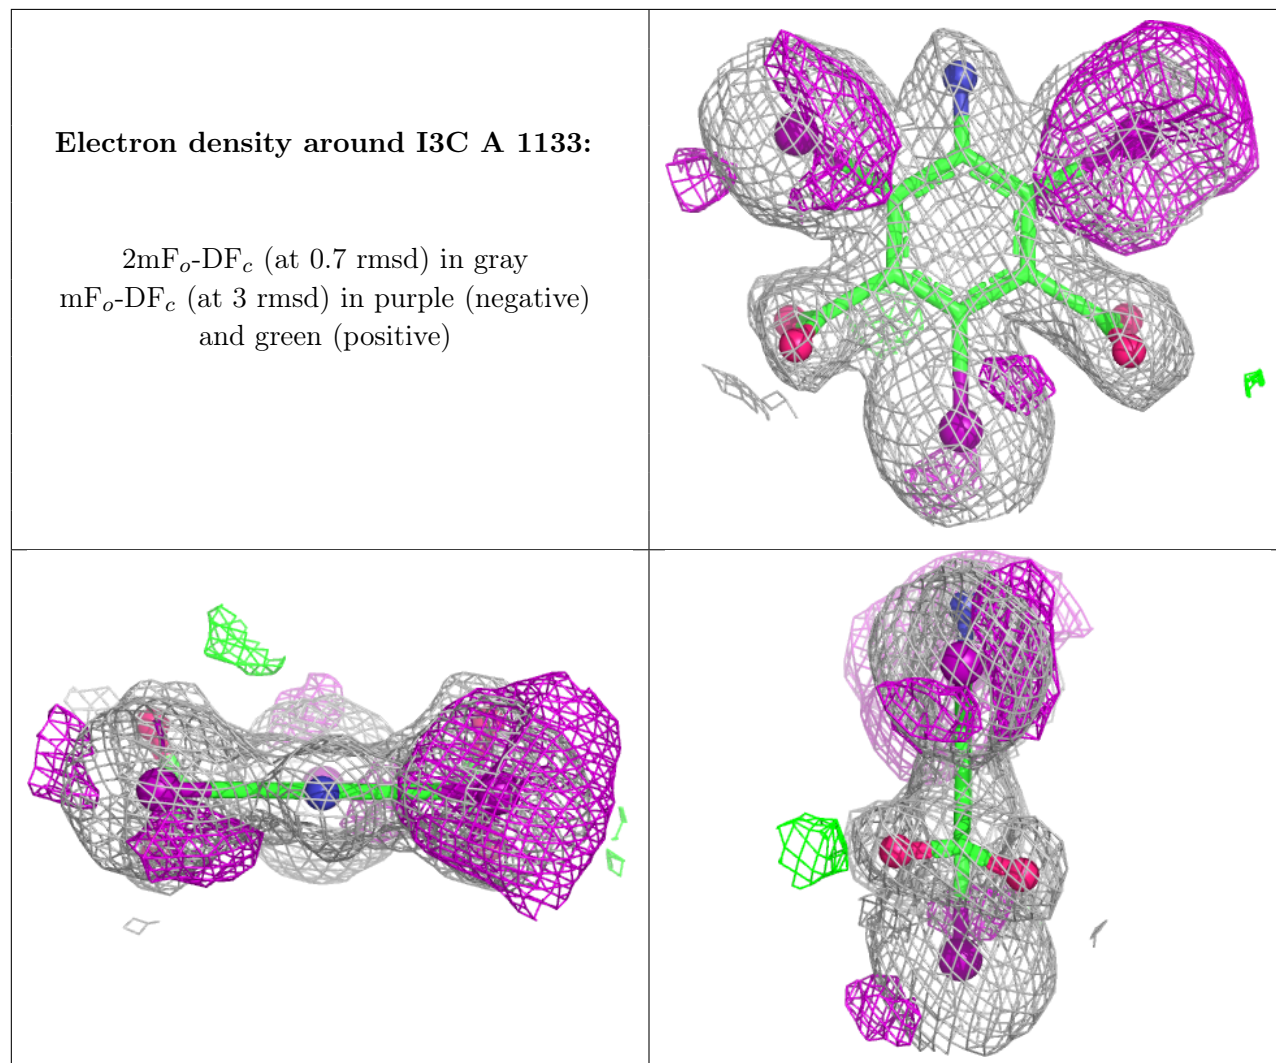 Electron density around I3C A 1133:
2mFₒ-DF𝒸 (at 0.7 rmsd) in gray
mFₒ-DF𝒸 (at 3 rmsd) in purple (negative)
and green (positive)